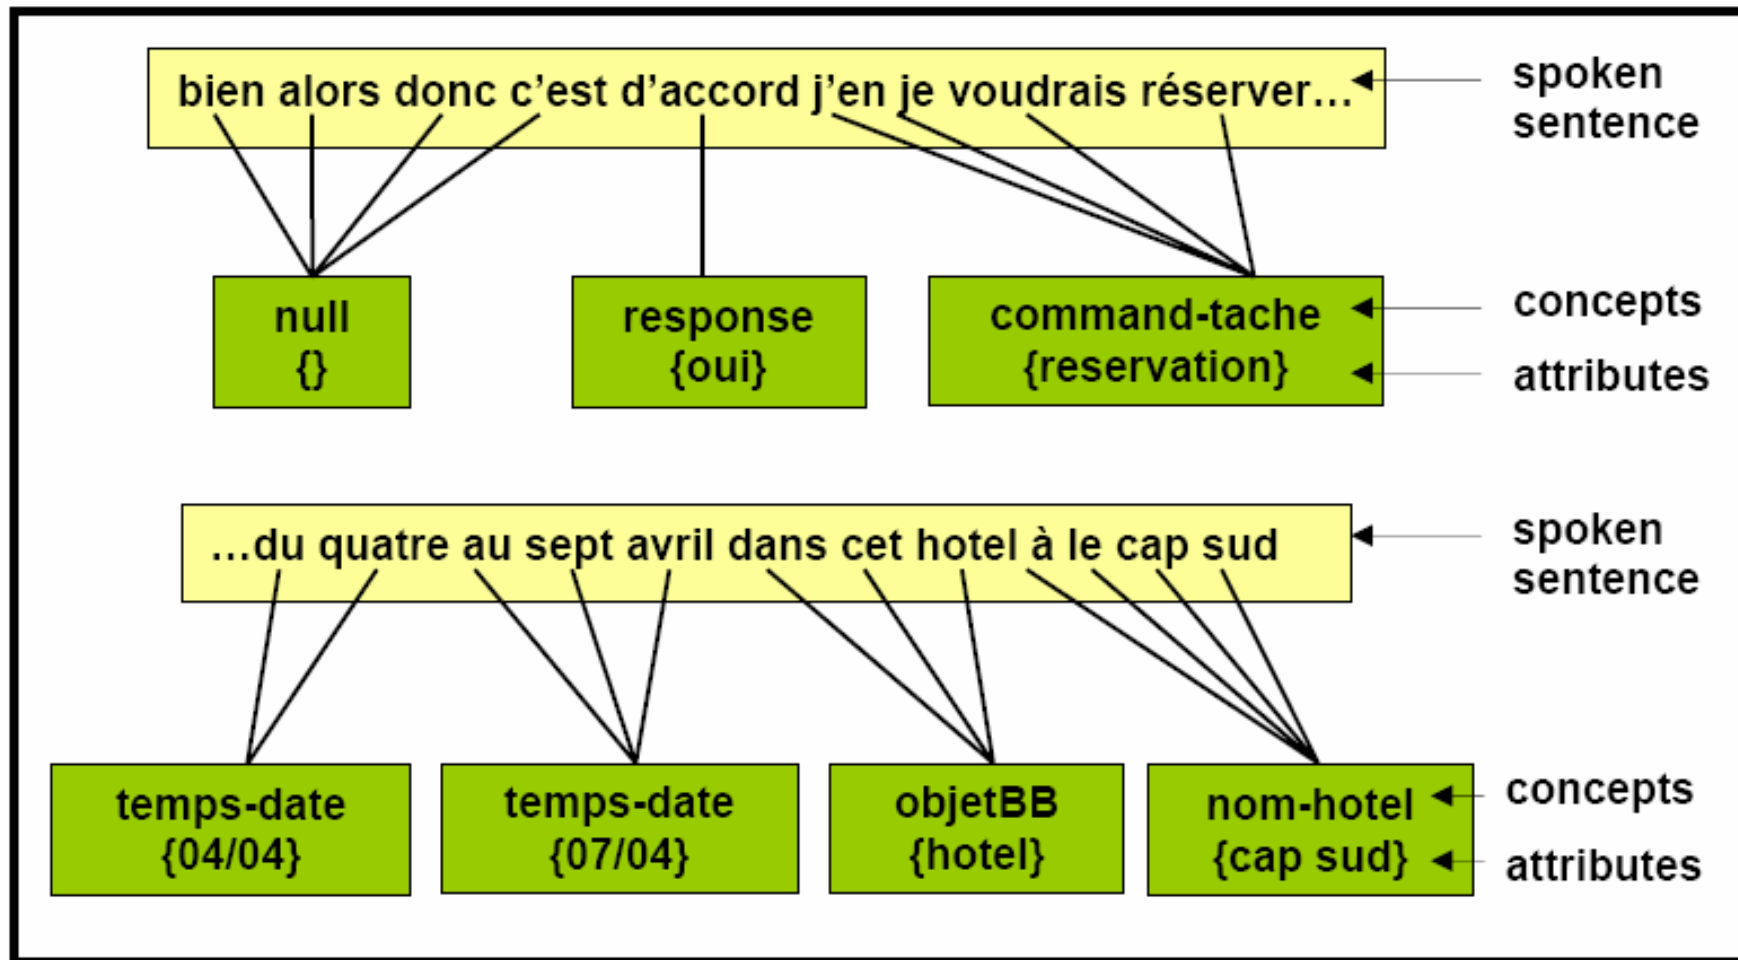 bien alors donc c'est d'accord j'en je voudrais réserver...
spoken
sentence
null
{}
response
{oui}
command-tache
{reservation}
concepts
attributes
...du quatre au sept avril dans cet hotel à le cap sud
spoken
sentence
temps-date
{04/04}
temps-date
{07/04}
objetBB
{hotel}
nom-hotel
{cap sud}
concepts
attributes